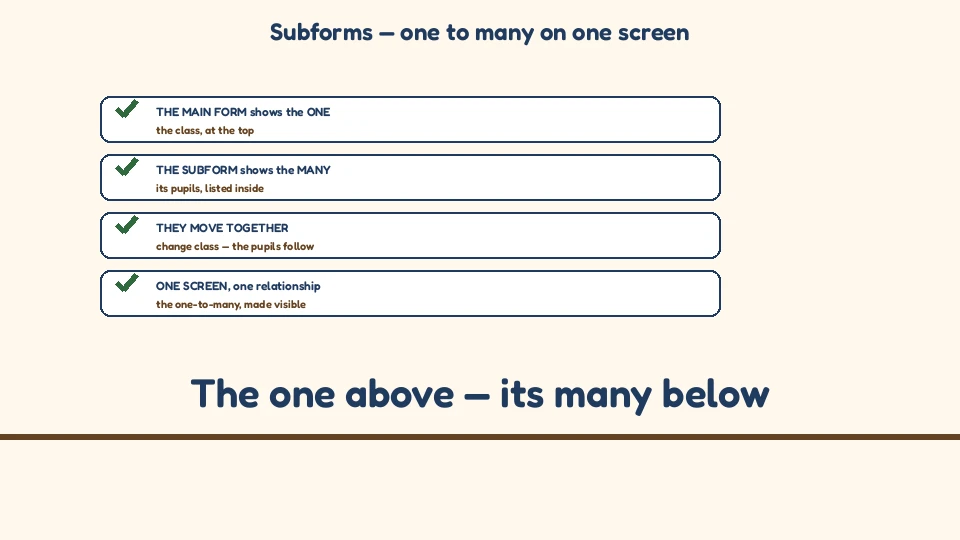 Subforms — one to many on one screen
THE MAIN FORM shows the ONE
the class, at the top
THE SUBFORM shows the MANY
its pupils, listed inside
THEY MOVE TOGETHER
change class — the pupils follow
ONE SCREEN, one relationship
the one-to-many, made visible
The one above — its many below